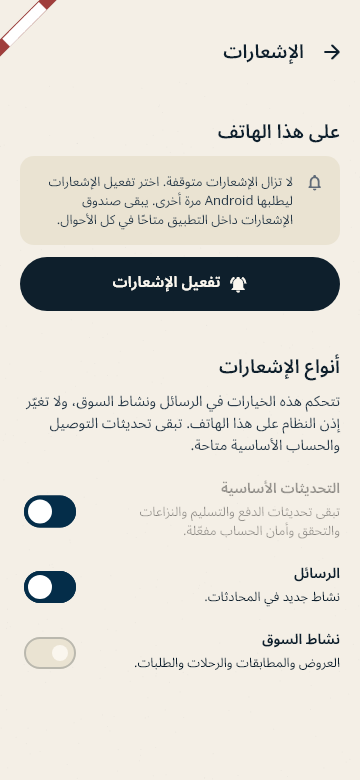 الإشعارات
على هذا الهاتف
لا تزال الإشعارات متوقفة. اختر تفعيل الإشعارات
ليطلبها Android مرة أخرى. يبقى صندوق
الإشعارات داخل التطبيق متاحًا في كل الأحوال.
تفعيل الإشعارات
أنواع الإشعارات
تتحكم هذه الخيارات في الرسائل ونشاط السوق، ولا تغيّر
إذن النظام على هذا الهاتف. تبقى تحديثات التوصيل
والحساب الأساسية متاحة.
التحديثات الأساسية
تبقى تحديثات الدفع والتسليم والنزاعات
والتحقق وأمان الحساب مفعّلة.
الرسائل
نشاط جديد في المحادثات.
نشاط السوق
العروض والمطابقات والرحلات والطلبات.